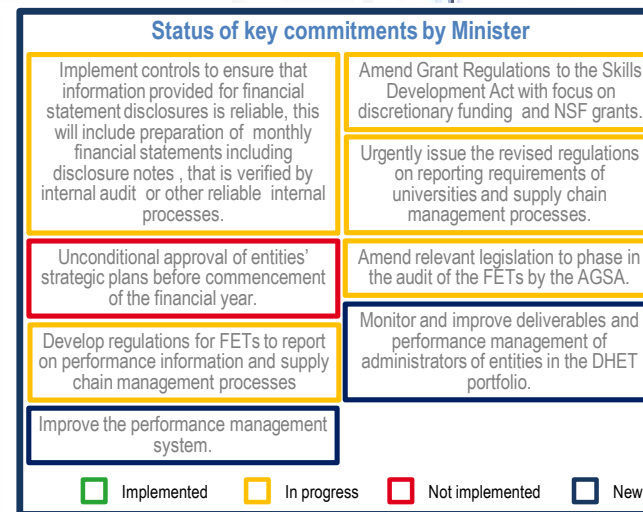 Status of key commitments by Minister
Implement controls to ensure that
information provided for financial
statement disclosures is reliable, this
will include preparation of monthly
financial statements including
disclosure notes , that is verified by
internal audit or other reliable internal
processes.
Unconditional approval of entities'
strategic plans before commencement
of the financial year.
Develop regulations for FETs to report
on performance information and supply
chain management processes
Improve the performance management
system.
Amend Grant Regulations to the Skills
Development Act with focus on
discretionary funding and NSF grants.
Urgently issue the revised regulations
on reporting requirements of
universities and supply chain
management processes.
Amend relevant legislation to phase in
the audit of the FETs by the AGSA.
Monitor and improve deliverables and
performance management of
administrators of entities in the DHET
portfolio.
Implemented In progress Not implemented New